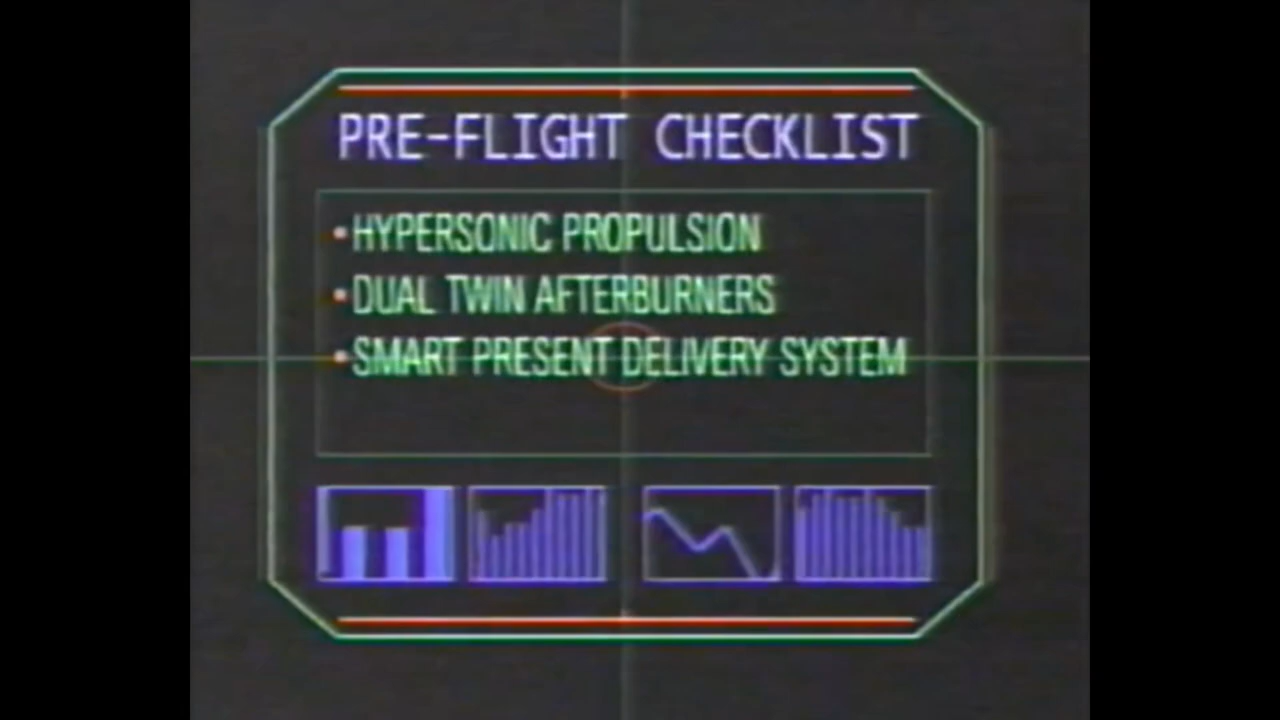 PRE-FLIGHT CHECKLIST
•HYPERSONIC PROPULSION
•DUAL TWIN AFTERBURNERS
•SMART PRESENT DELIVERY SYSTEM